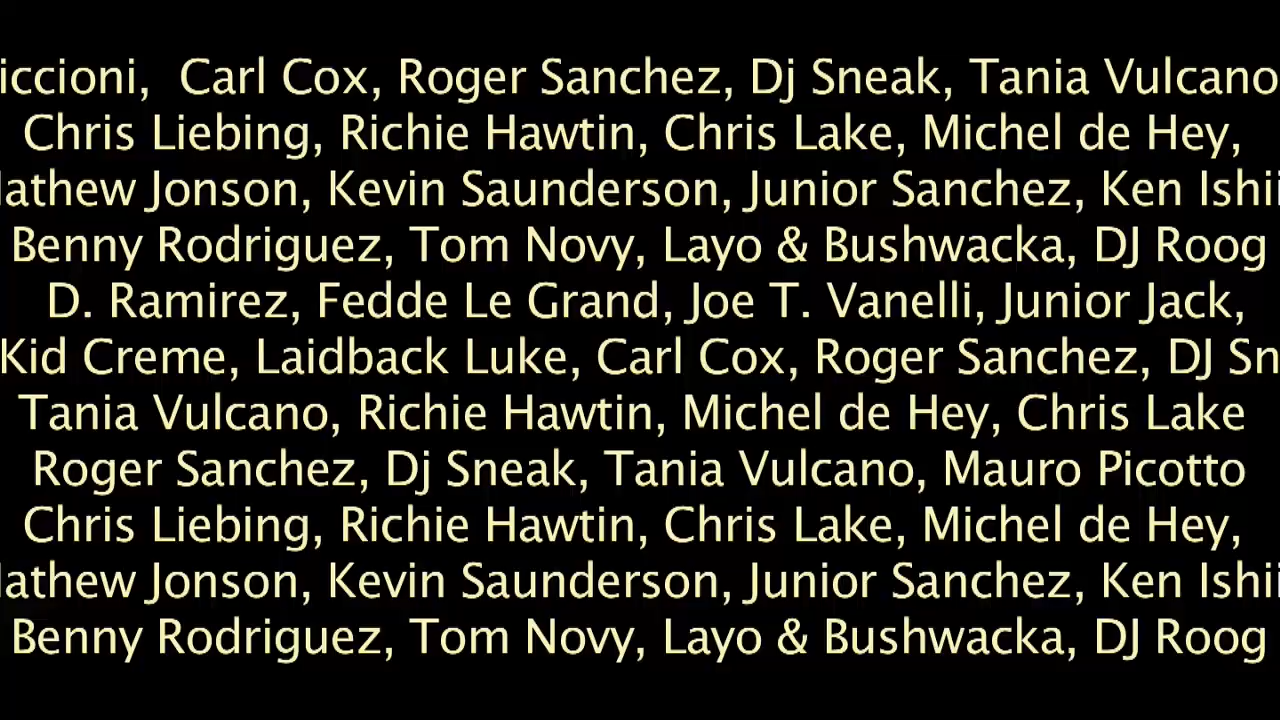 iccioni, Carl Cox, Roger Sanchez, Dj Sneak, Tania Vulcano
Chris Liebing, Richie Hawtin, Chris Lake, Michel de Hey,
athew Jonson, Kevin Saunderson, Junior Sanchez, Ken Ishii
Benny Rodriguez, Tom Novy, Layo & Bushwacka, DJ Roog
D. Ramirez, Fedde Le Grand, Joe T. Vanelli, Junior Jack,
Kid Creme, Laidback Luke, Carl Cox, Roger Sanchez, DJ Sn
Tania Vulcano, Richie Hawtin, Michel de Hey, Chris Lake
Roger Sanchez, Dj Sneak, Tania Vulcano, Mauro Picotto
Chris Liebing, Richie Hawtin, Chris Lake, Michel de Hey,
athew Jonson, Kevin Saunderson, Junior Sanchez, Ken Ishii
Benny Rodriguez, Tom Novy, Layo & Bushwacka, DJ Roog